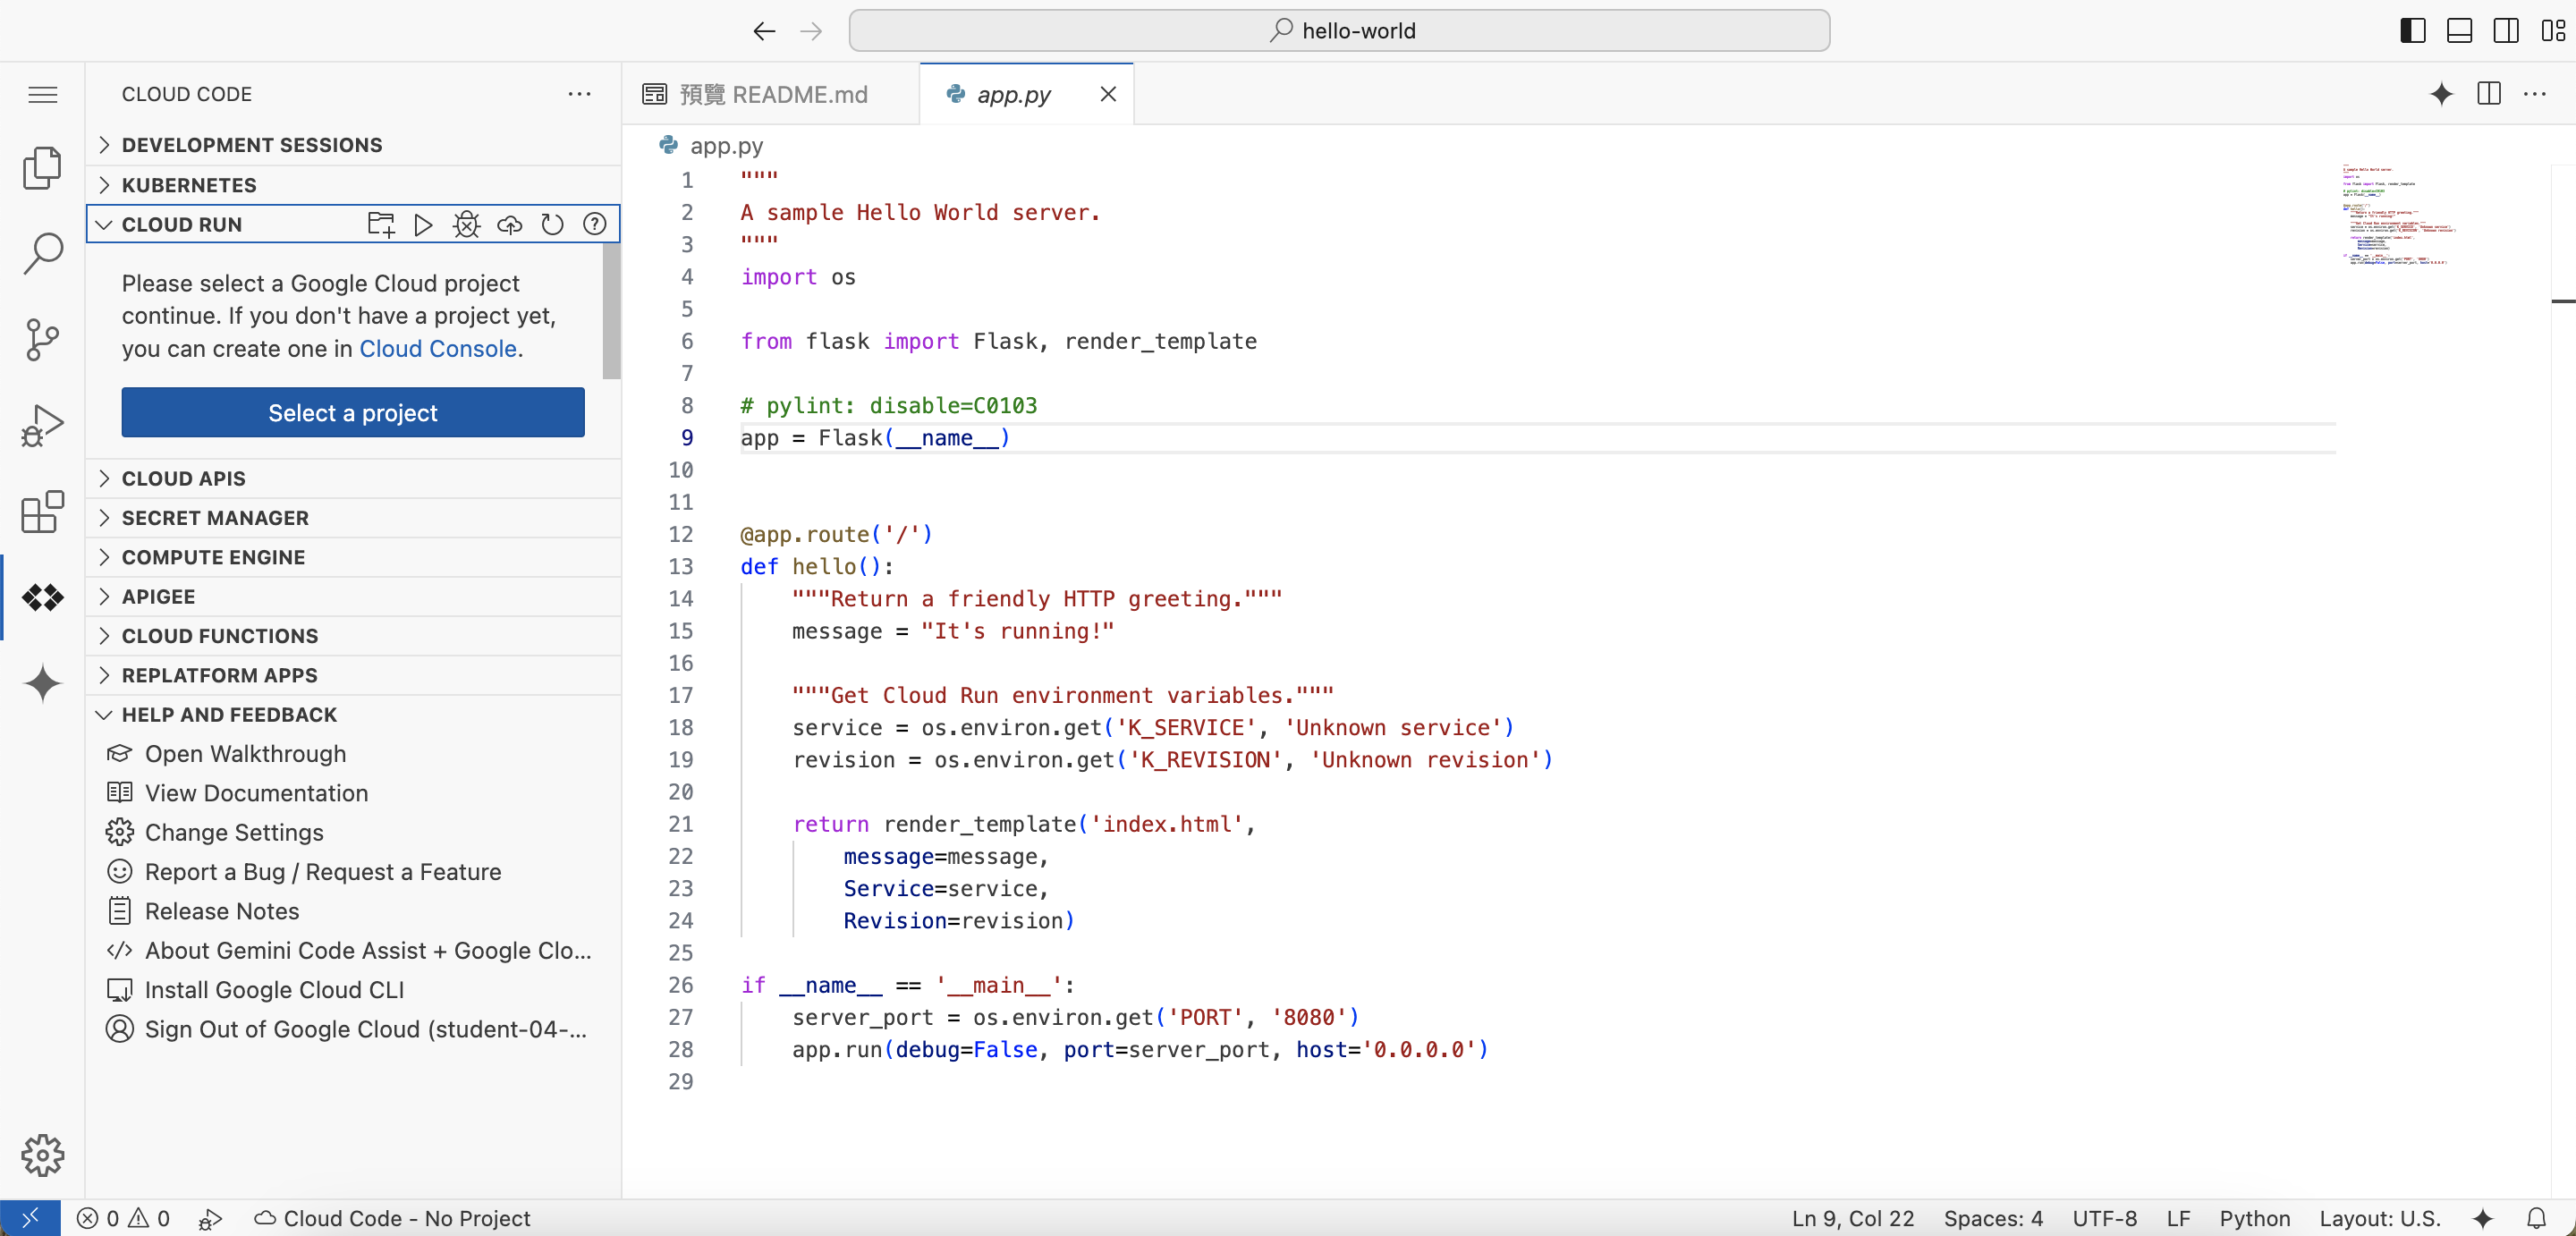 hello-world
CLOUD CODE
DEVELOPMENT SESSIONS
KUBERNETES
CLOUD RUN
Please select a Google Cloud project
continue. If you don't have a project yet,
you can create one in Cloud Console.
Select a project
CLOUD APIS
SECRET MANAGER
COMPUTE ENGINE
APIGEE
CLOUD FUNCTIONS
REPLATFORM APPS
HELP AND FEEDBACK
Open Walkthrough
View Documentation
Change Settings
Report a Bug / Request a Feature
Release Notes
About Gemini Code Assist + Google Clo...
Install Google Cloud CLI
Sign Out of Google Cloud (student-04-...
預覽 README.md
app.py
app.py
1 """
2 A sample Hello World server.
3 """
4 import os
5
6 from flask import Flask, render_template
7
8 # pylint: disable=C0103
9 app = Flask(__name__)
10
11
12 @app.route('/')
13 def hello():
14     """Return a friendly HTTP greeting."""
15     message = "It's running!"
16
17     """Get Cloud Run environment variables."""
18     service = os.environ.get('K_SERVICE', 'Unknown service')
19     revision = os.environ.get('K_REVISION', 'Unknown revision')
20
21     return render_template('index.html',
22         message=message,
23         Service=service,
24         Revision=revision)
25
26 if __name__ == '__main__':
27     server_port = os.environ.get('PORT', '8080')
28     app.run(debug=False, port=server_port, host='0.0.0.0')
29
0 0 Cloud Code - No Project
Ln 9, Col 22 Spaces: 4 UTF-8 LF Python Layout: U.S.